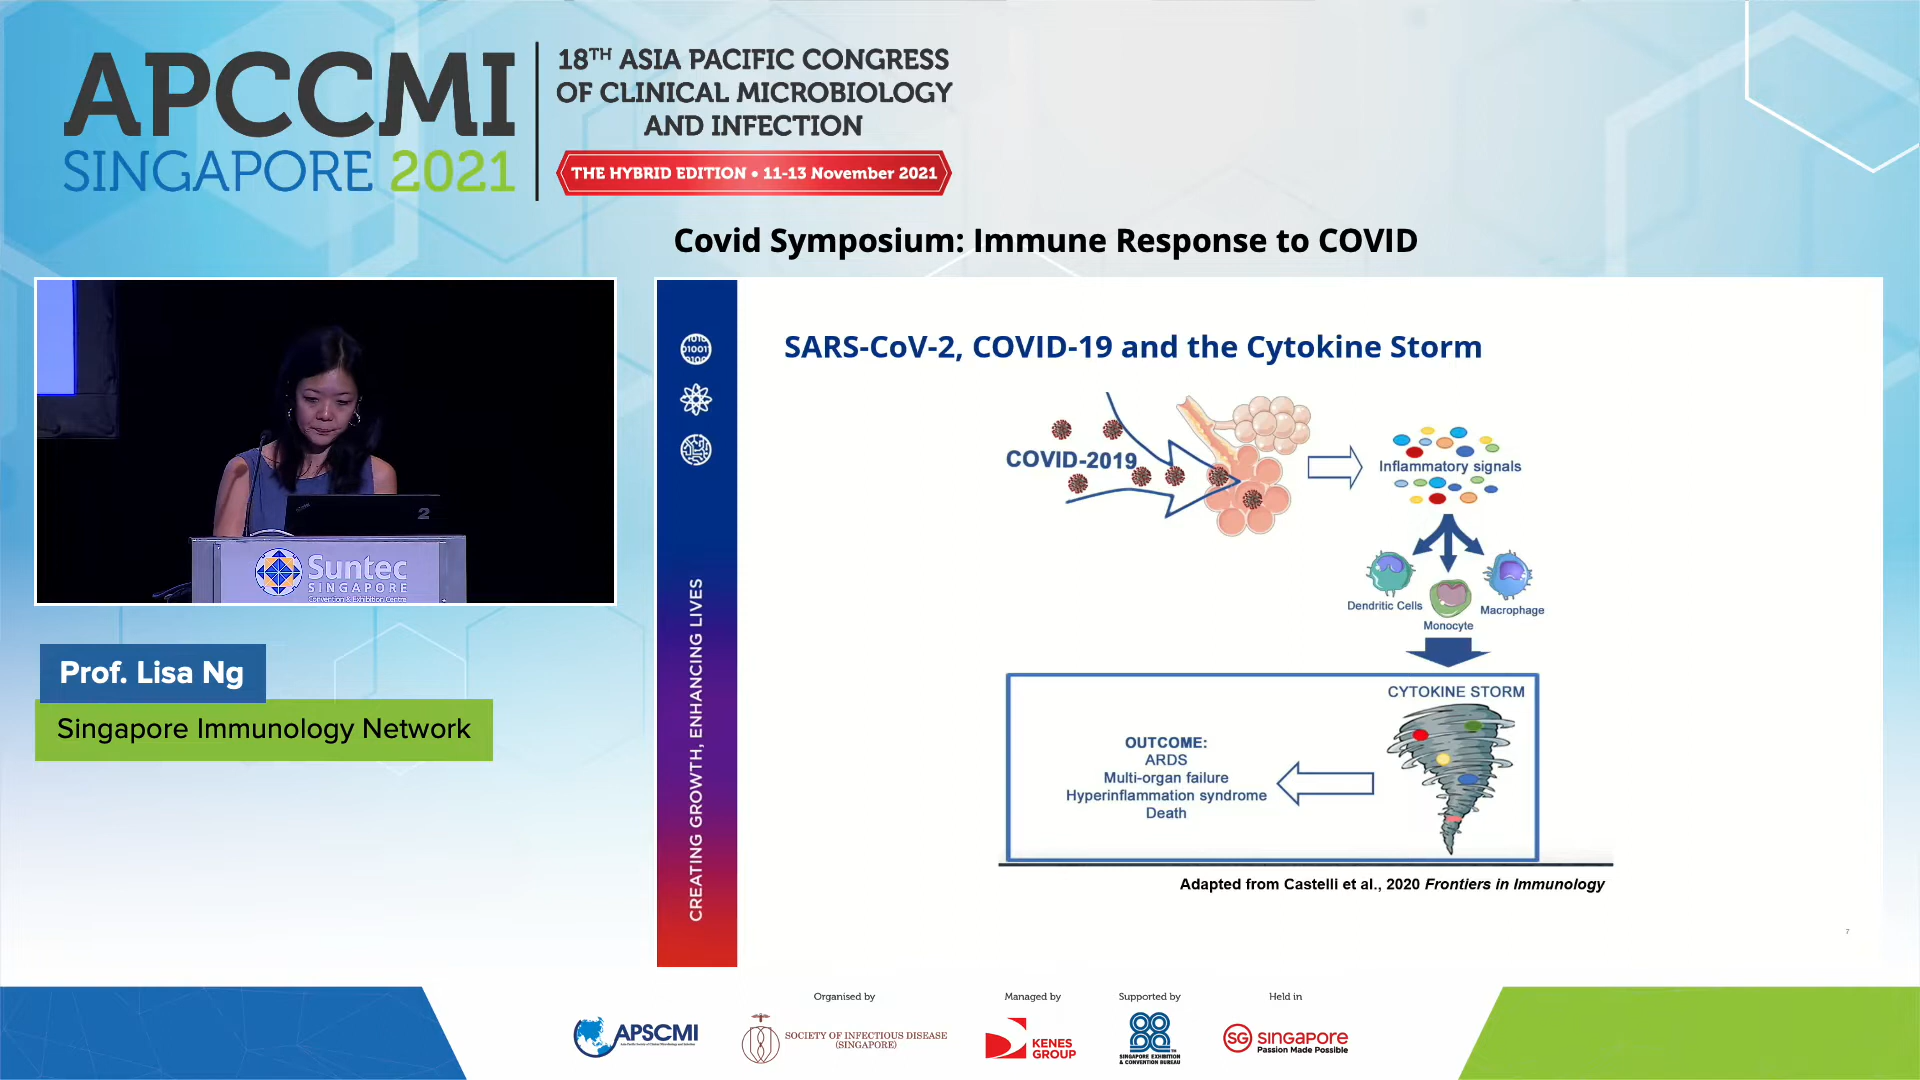 APCCMI
SINGAPORE 2021
18TH ASIA PACIFIC CONGRESS
OF CLINICAL MICROBIOLOGY
AND INFECTION
THE HYBRID EDITION • 11-13 November 2021
Covid Symposium: Immune Response to COVID
2
Suntec
SINGAPORE
Convention & Exhibition Centre
Prof. Lisa Ng
Singapore Immunology Network
CREATING GROWTH, ENHANCING LIVES
SARS-CoV-2, COVID-19 and the Cytokine Storm
COVID-2019
Inflammatory signals
Dendritic Cells
Monocyte
Macrophage
CYTOKINE STORM
OUTCOME:
ARDS
Multi-organ failure
Hyperinflammation syndrome
Death
Adapted from Castelli et al., 2020 Frontiers in Immunology
7
Organised by
APSCMI
SOCIETY OF INFECTIOUS DISEASE
(SINGAPORE)
Managed by
KENES
GROUP
Supported by
SINGAPORE EXHIBITION
& CONVENTION BUREAU
Held in
SG SINGAPORE
Passion Made Possible